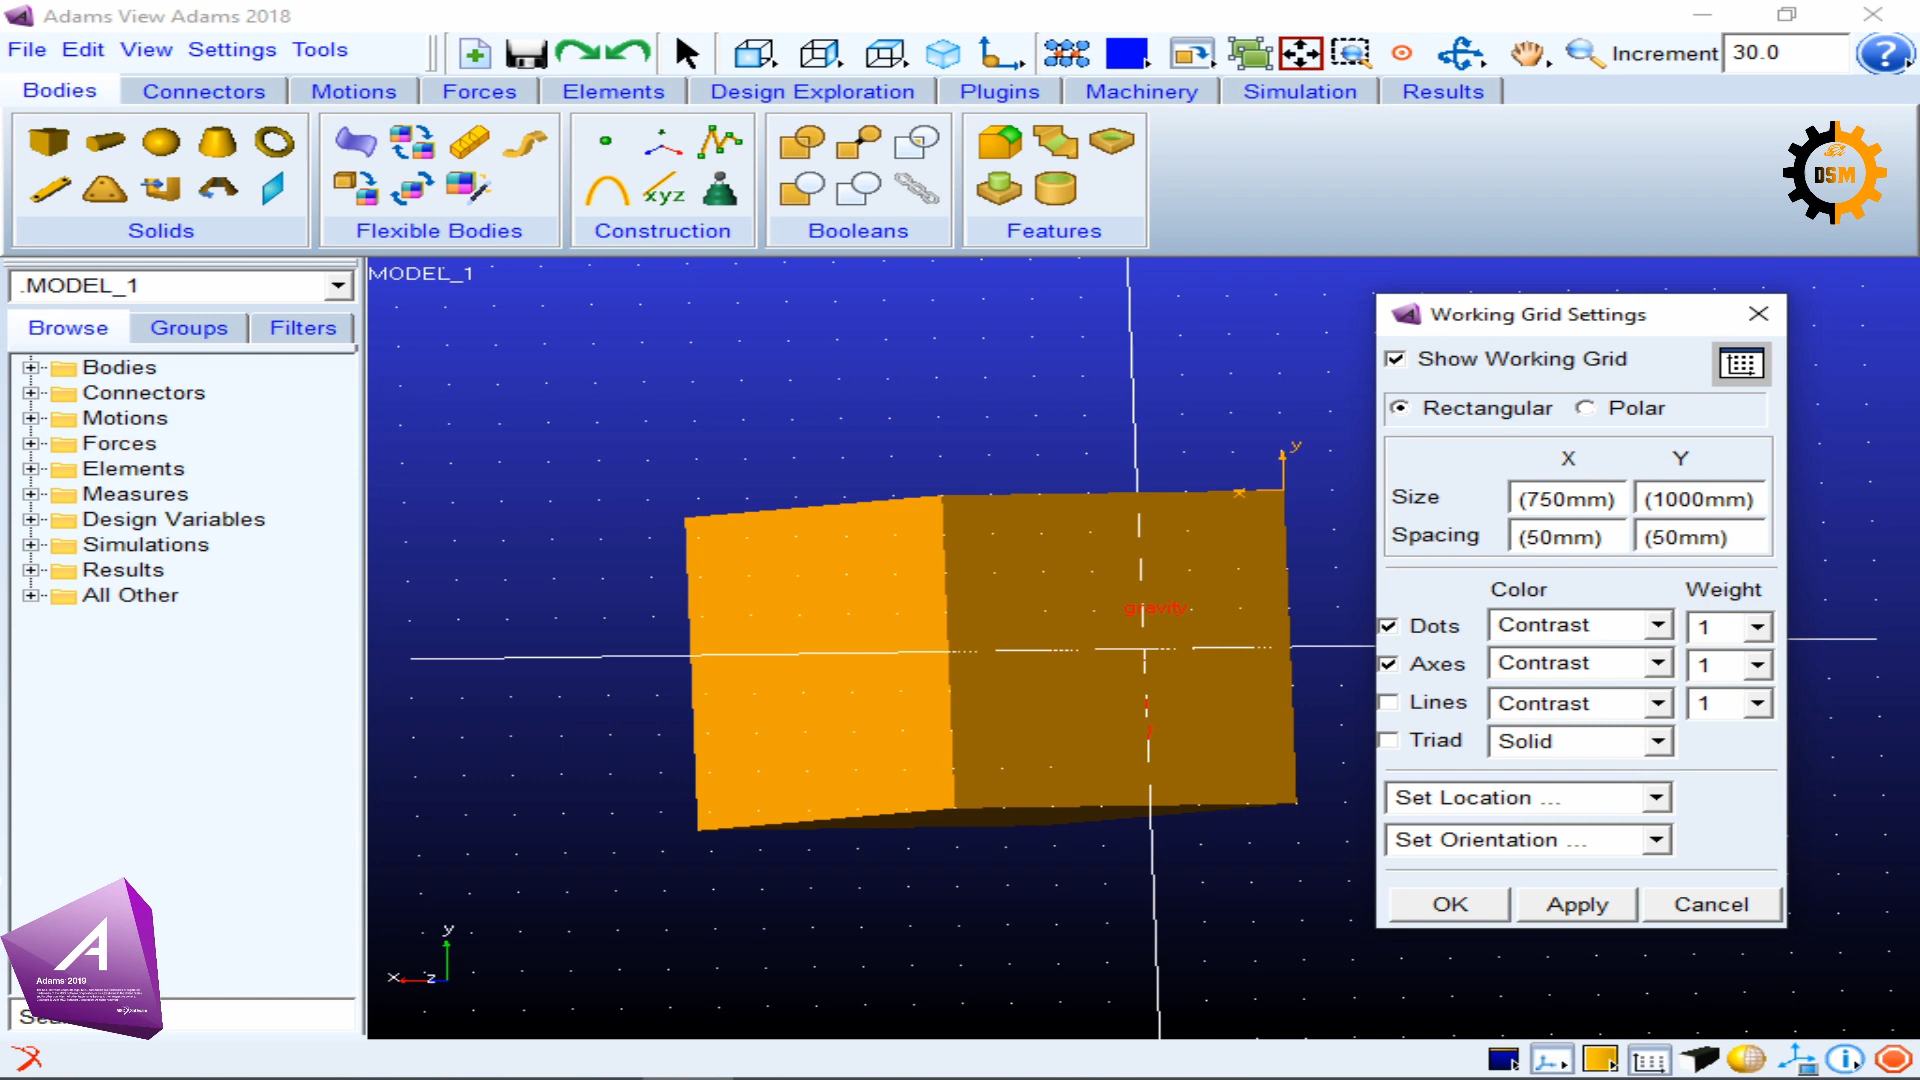 Adams View Adams 2018
File Edit View Settings Tools
Increment 30.0
Bodies Connectors Motions Forces Elements Design Exploration Plugins Machinery Simulation Results
xyz
DSM
Solids Flexible Bodies Construction Booleans Features
.MODEL_1
Browse Groups Filters
Bodies
Connectors
Motions
Forces
Elements
Measures
Design Variables
Simulations
Results
All Other
A
Adams 2019
MODEL_1
y
x
gravity
y
x z
Working Grid Settings
Show Working Grid
Rectangular Polar
X Y
Size (750mm) (1000mm)
Spacing (50mm) (50mm)
Color Weight
Dots Contrast 1
Axes Contrast 1
Lines Contrast 1
Triad Solid
Set Location ...
Set Orientation ...
OK Apply Cancel